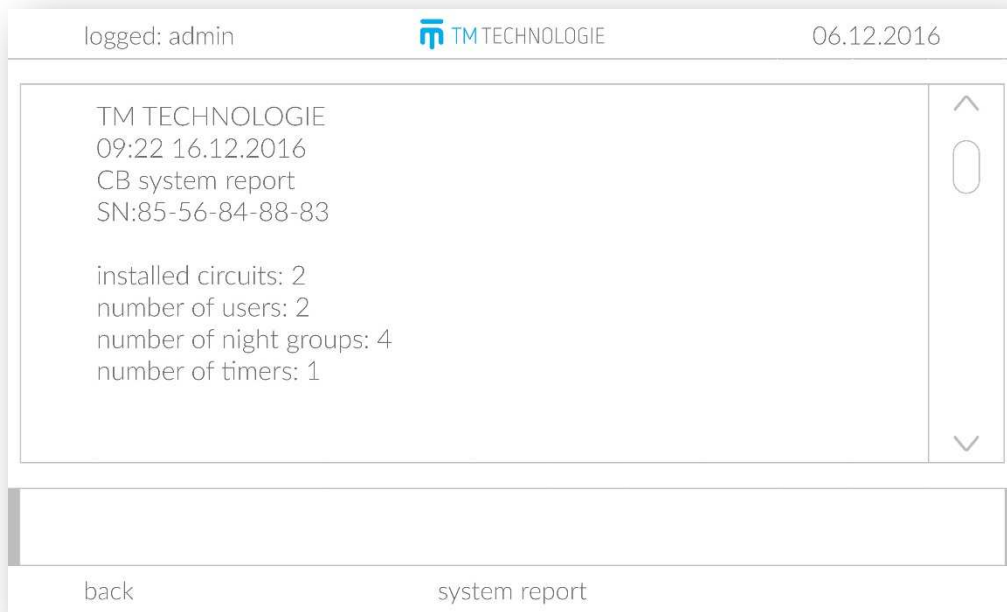 logged: admin
TM TECHNOLOGIE
06.12.2016
TM TECHNOLOGIE
09:22 16.12.2016
CB system report
SN:85-56-84-88-83
installed circuits: 2
number of users: 2
number of night groups: 4
number of timers: 1
back
system report